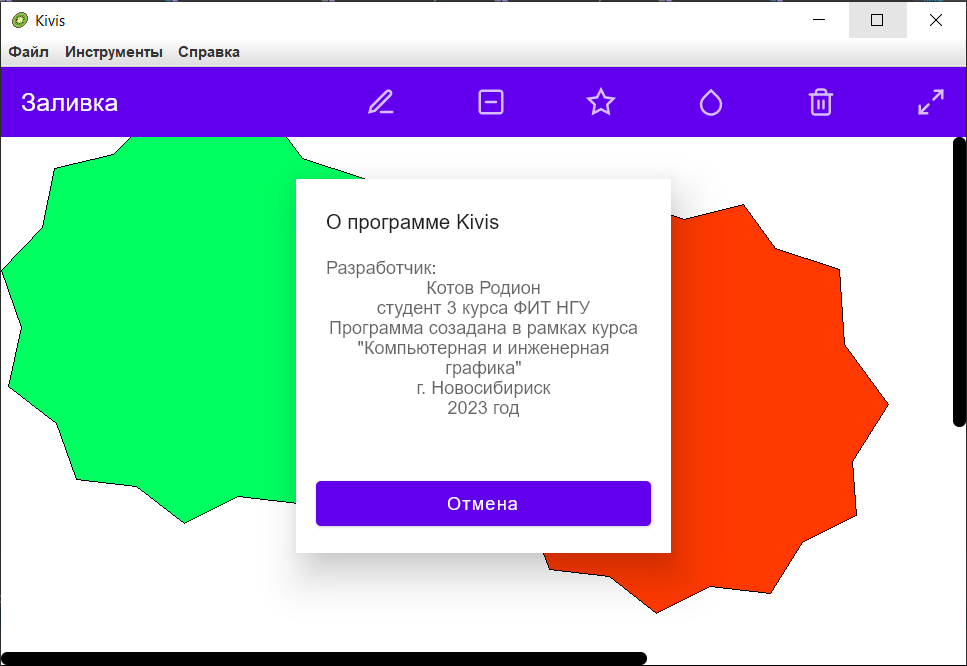 Kivis
Файл Инструменты Справка
Заливка
О программе Kivis
Разработчик:
Котов Родион
студент 3 курса ФИТ НГУ
Программа созадана в рамках курса
"Компьютерная и инженерная
графика"
г. Новосибириск
2023 год
Отмена